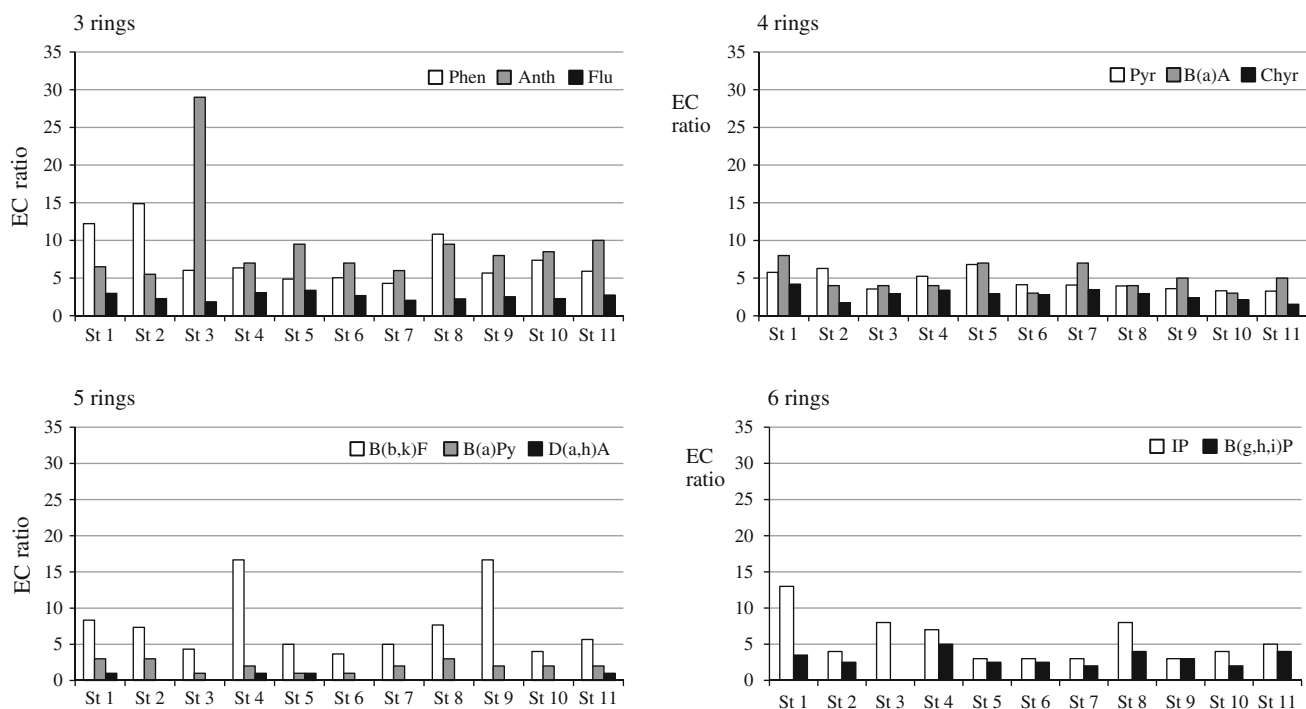 3 rings
35
30
25
20
15
10
5
0
EC ratio
Phen Anth Flu
St 1 St 2 St 3 St 4 St 5 St 6 St 7 St 8 St 9 St 10 St 11
4 rings
35
30
25
20
15
10
5
0
EC
ratio
Pyr B(a)A Chyr
St 1 St 2 St 3 St 4 St 5 St 6 St 7 St 8 St 9 St 10 St 11
5 rings
35
30
25
20
15
10
5
0
EC ratio
B(b,k)F B(a)Py D(a,h)A
St 1 St 2 St 3 St 4 St 5 St 6 St 7 St 8 St 9 St 10 St 11
6 rings
35
30
25
20
15
10
5
0
EC
ratio
IP B(g,h,i)P
St 1 St 2 St 3 St 4 St 5 St 6 St 7 St 8 St 9 St 10 St 11